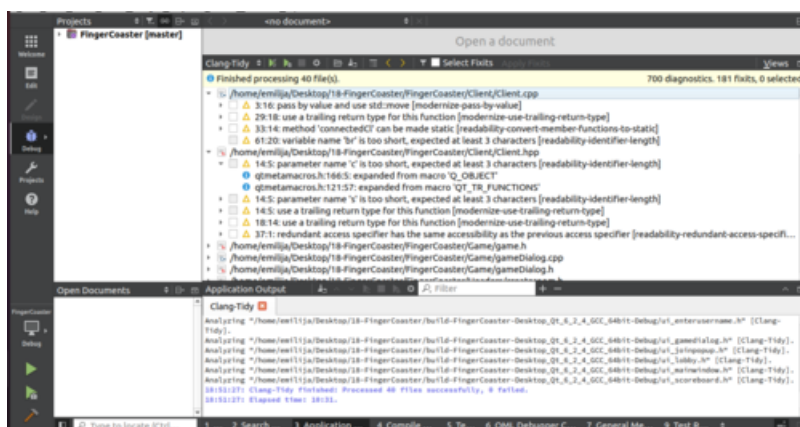 Projects
<no document>
FingerCoaster [master]
Open a document
Welcome
Edit
Design
Debug
Projects
Help
Clang-Tidy
Select Fixits
Apply Fixits
Views
Finished processing 40 file(s).
700 diagnostics. 181 fixits, 0 selected
/home/emilija/Desktop/18-FingerCoaster/FingerCoaster/Client/Client.cpp
3:16: pass by value and use std::move [modernize-pass-by-value]
29:18: use a trailing return type for this function [modernize-use-trailing-return-type]
33:14: method 'connectedCl' can be made static [readability-convert-member-functions-to-static]
61:20: variable name 'br' is too short, expected at least 3 characters [readability-identifier-length]
/home/emilija/Desktop/18-FingerCoaster/FingerCoaster/Client/Client.hpp
14:5: parameter name 'c' is too short, expected at least 3 characters [readability-identifier-length]
qtmetamacros.h:166:5: expanded from macro 'Q_OBJECT'
qtmetamacros.h:121:57: expanded from macro 'QT_TR_FUNCTIONS'
14:5: parameter name 's' is too short, expected at least 3 characters [readability-identifier-length]
14:5: use a trailing return type for this function [modernize-use-trailing-return-type]
18:14: use a trailing return type for this function [modernize-use-trailing-return-type]
37:1: redundant access specifier has the same accessibility as the previous access specifier [readability-redundant-access-specifi...
/home/emilija/Desktop/18-FingerCoaster/FingerCoaster/Game/game.h
/home/emilija/Desktop/18-FingerCoaster/FingerCoaster/Game/gameDialog.cpp
/home/emilija/Desktop/18-FingerCoaster/FingerCoaster/Game/gameDialog.h
Open Documents
Application Output
Filter
Clang-Tidy
FingerCoaster
Debug
Analyzing "/home/emilija/Desktop/18-FingerCoaster/build-FingerCoaster-Desktop_Qt_6_2_4_GCC_64bit-Debug/ui_enterusername.h" [Clang-
Tidy].
Analyzing "/home/emilija/Desktop/18-FingerCoaster/build-FingerCoaster-Desktop_Qt_6_2_4_GCC_64bit-Debug/ui_gamedialog.h" [Clang-Tidy].
Analyzing "/home/emilija/Desktop/18-FingerCoaster/build-FingerCoaster-Desktop_Qt_6_2_4_GCC_64bit-Debug/ui_joinpopup.h" [Clang-Tidy].
Analyzing "/home/emilija/Desktop/18-FingerCoaster/build-FingerCoaster-Desktop_Qt_6_2_4_GCC_64bit-Debug/ui_lobby.h" [Clang-Tidy].
Analyzing "/home/emilija/Desktop/18-FingerCoaster/build-FingerCoaster-Desktop_Qt_6_2_4_GCC_64bit-Debug/ui_mainwindow.h" [Clang-Tidy].
Analyzing "/home/emilija/Desktop/18-FingerCoaster/build-FingerCoaster-Desktop_Qt_6_2_4_GCC_64bit-Debug/ui_scoreboard.h" [Clang-Tidy].
18:51:27: Clang-Tidy finished: Processed 40 files successfully, 0 failed.
18:51:27: Elapsed time: 10:51.
Type to locate (Ctrl
1 2 Search 3 Application 4 Compile 5 Te... 6 QML Debugger C... 7 General Me... 9 Test R...